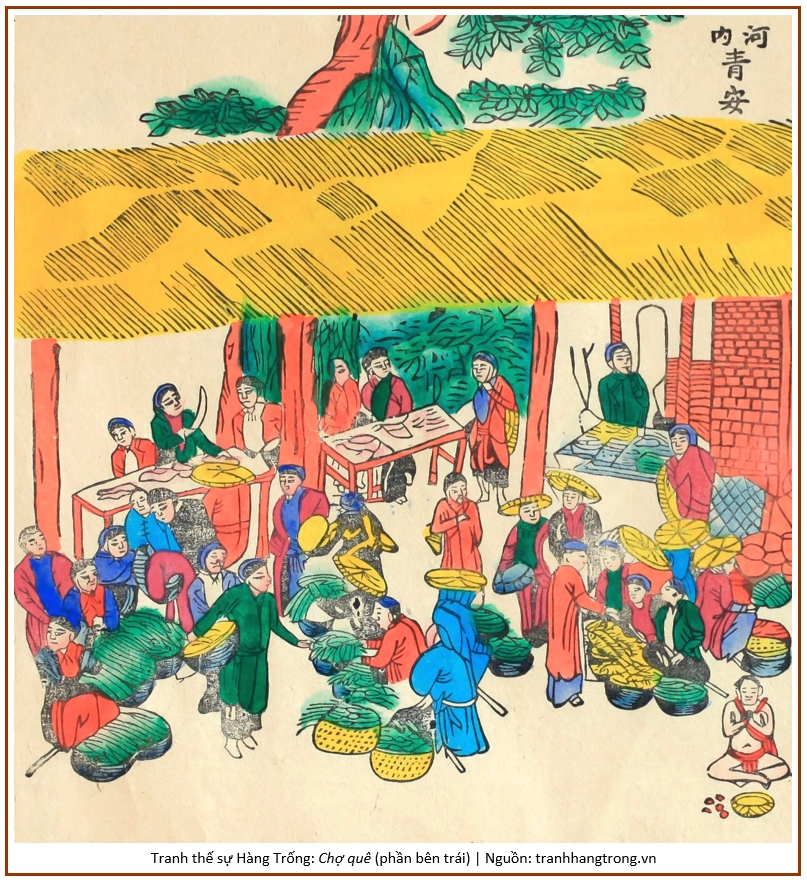 河内
青
安
Tranh thế sự Hàng Trống: Chợ quê (phần bên trái) | Nguồn: tranhhangtrong.vn